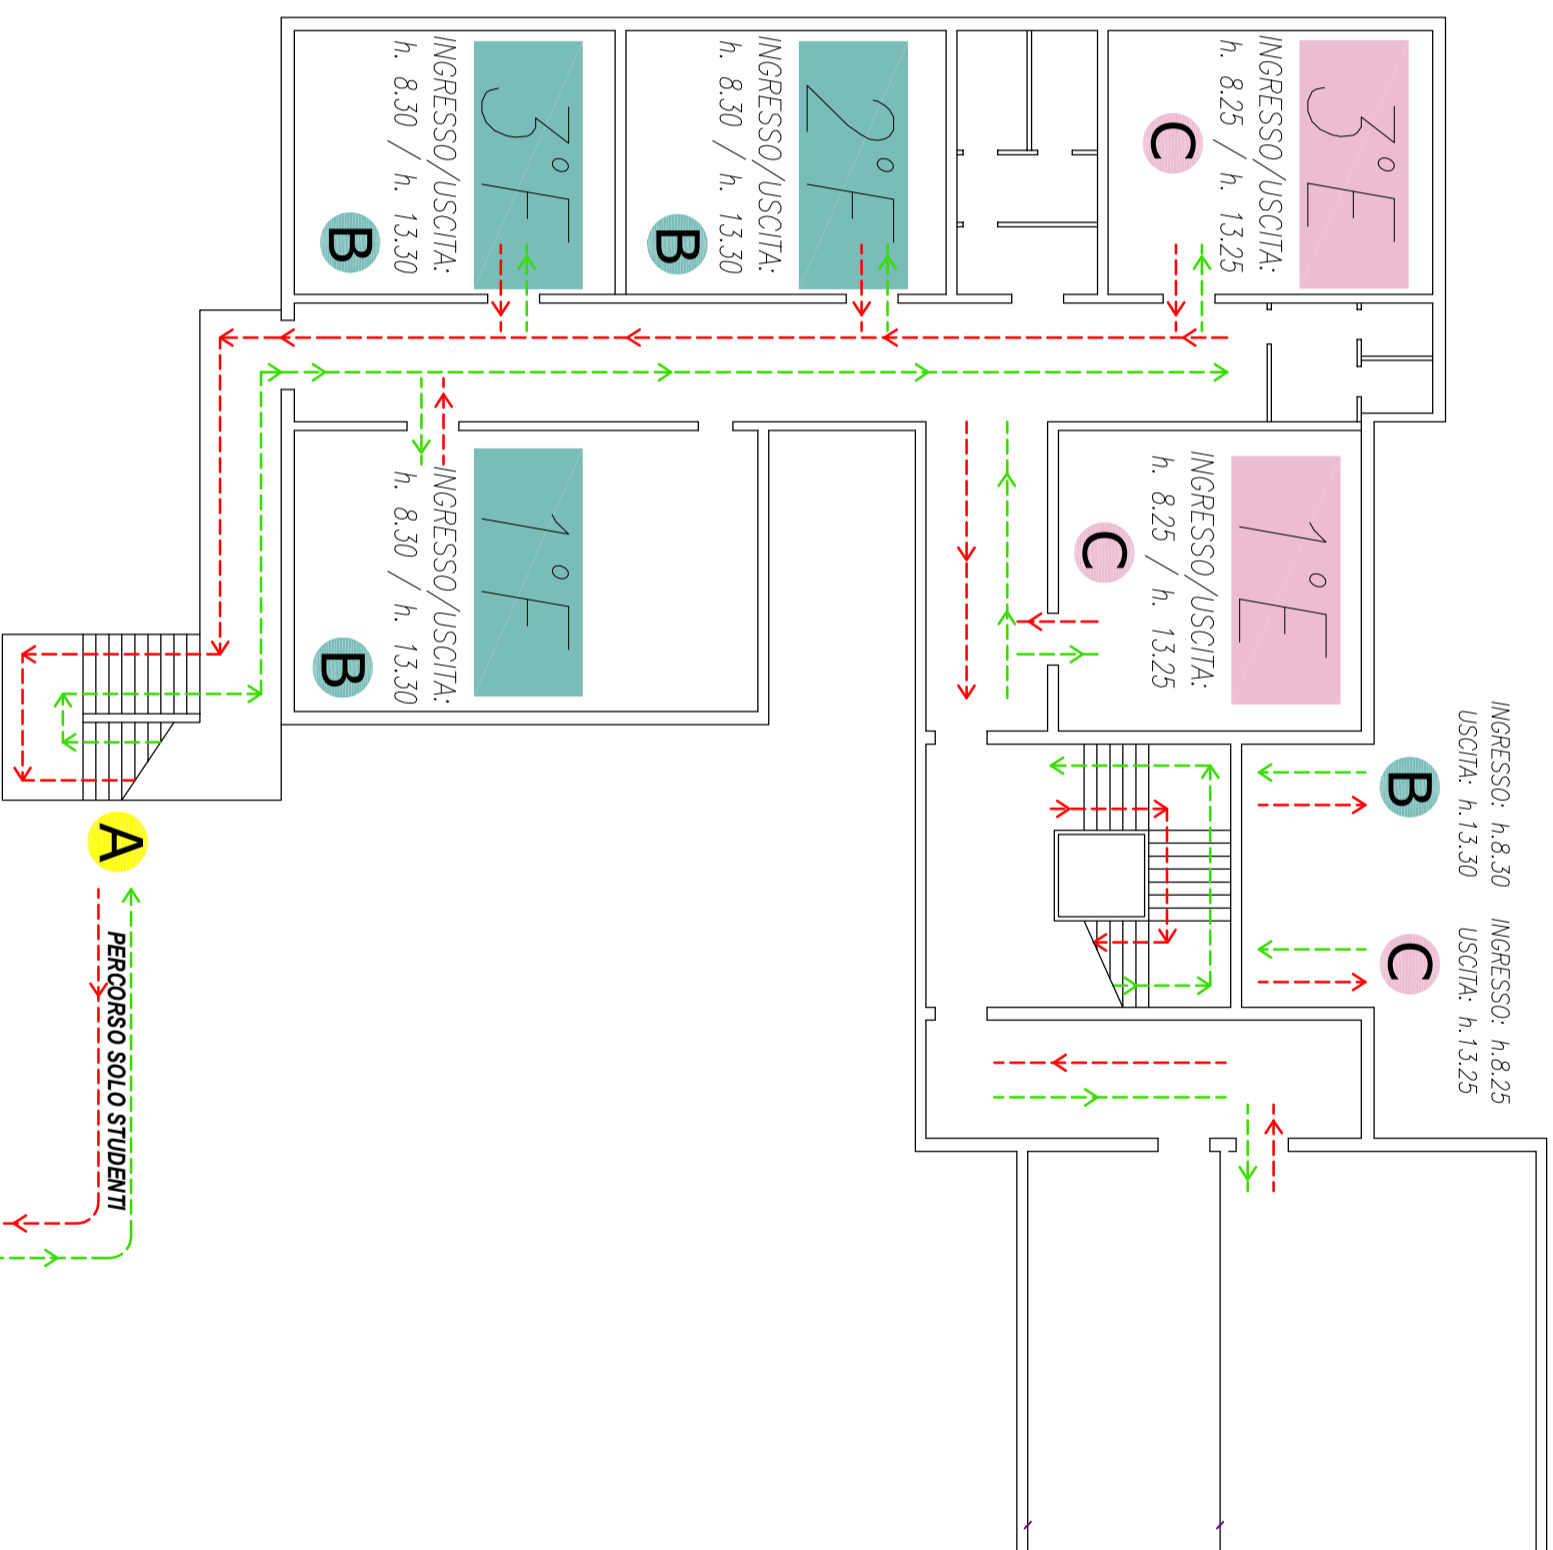 INGRESSO: h.8.30
USCITA: h.13.30
B
INGRESSO: h.8.25
USCITA: h.13.25
C
3°E
INGRESSO/USCITA:
h. 8.25 / h. 13.25
C
1°E
INGRESSO/USCITA:
h. 8.25 / h. 13.25
C
2°F
INGRESSO/USCITA:
h. 8.30 / h. 13.30
B
3°F
INGRESSO/USCITA:
h. 8.30 / h. 13.30
B
1°F
INGRESSO/USCITA:
h. 8.30 / h. 13.30
B
A
PERCORSO SOLO STUDENTI